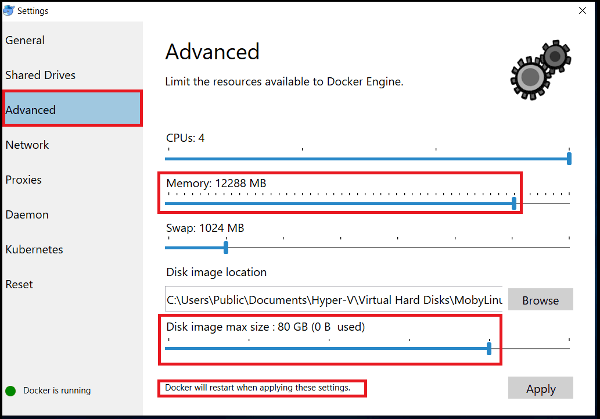 Settings
General
Shared Drives
Advanced
Network
Proxies
Daemon
Kubernetes
Reset
Docker is running
Advanced
Limit the resources available to Docker Engine.
CPUs: 4
Memory: 12288 MB
Swap: 1024 MB
Disk image location
C:\Users\Public\Documents\Hyper-V\Virtual Hard Disks\MobyLinu
Browse
Disk image max size : 80 GB (0 B used)
Docker will restart when applying these settings.
Apply